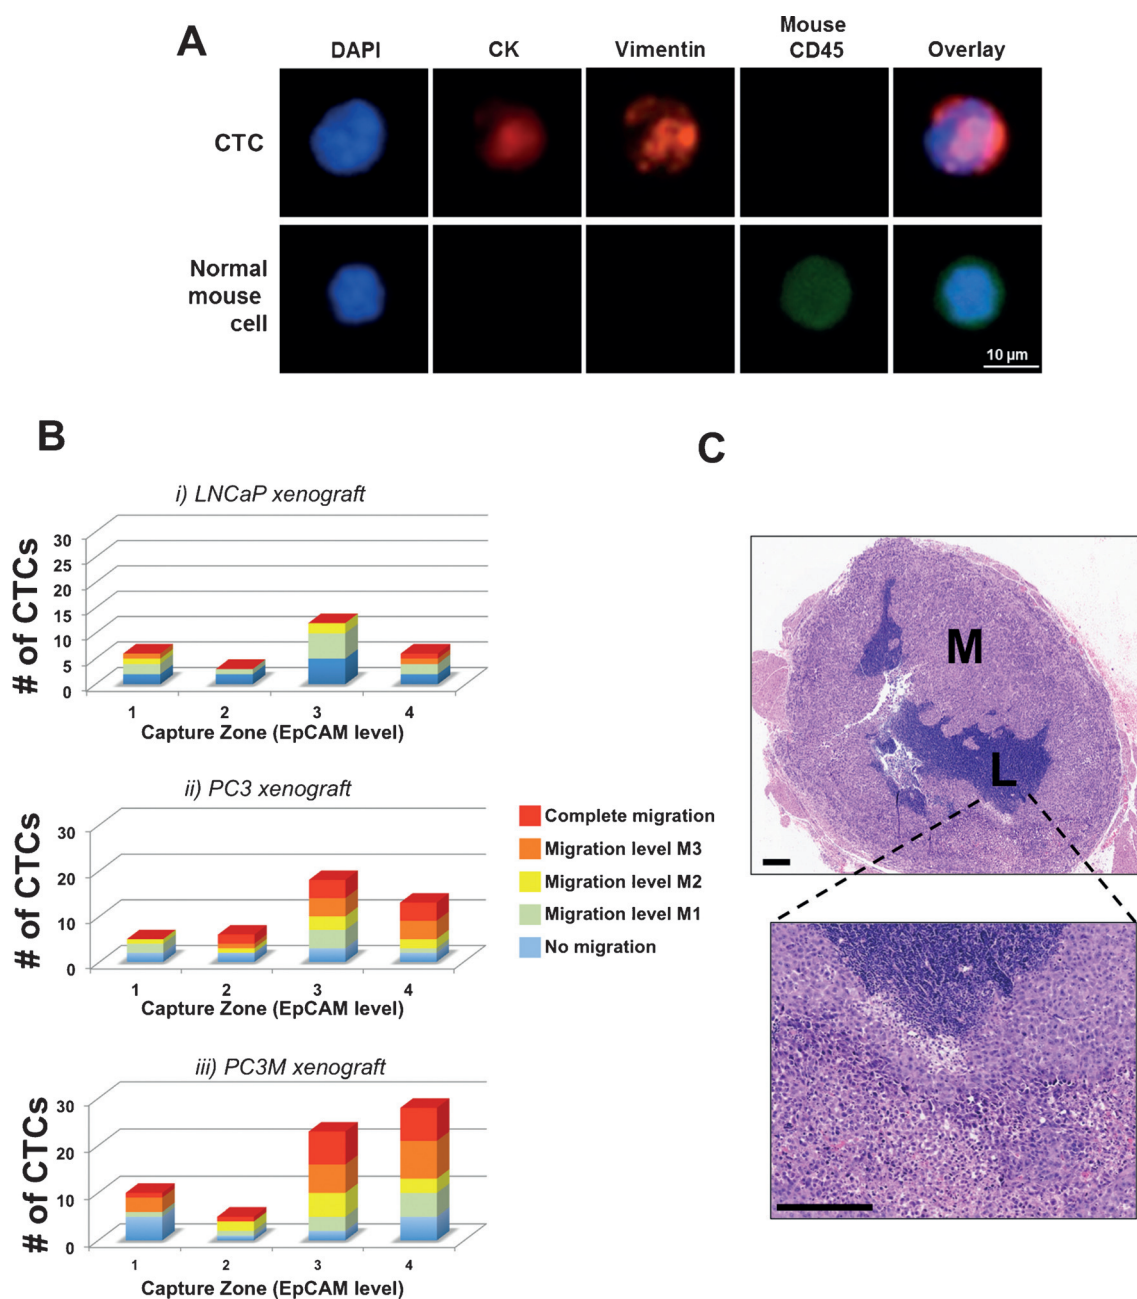 A
DAPI CK Vimentin Mouse CD45 Overlay
CTC
Normal
mouse
cell
10 µm
B
i) LNCaP xenograft
# of CTCs
30
25
20
15
10
5
0
1 2 3 4
Capture Zone (EpCAM level)
ii) PC3 xenograft
# of CTCs
30
20
10
0
1 2 3 4
Capture Zone (EpCAM level)
Complete migration
Migration level M3
Migration level M2
Migration level M1
No migration
iii) PC3M xenograft
# of CTCs
30
20
10
0
1 2 3 4
Capture Zone (EpCAM level)
C
M
L